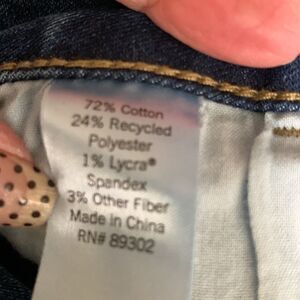 72% Cotton
24% Recycled
Polyester
1% Lycra®
Spandex
3% Other Fiber
Made in China
RN# 89302